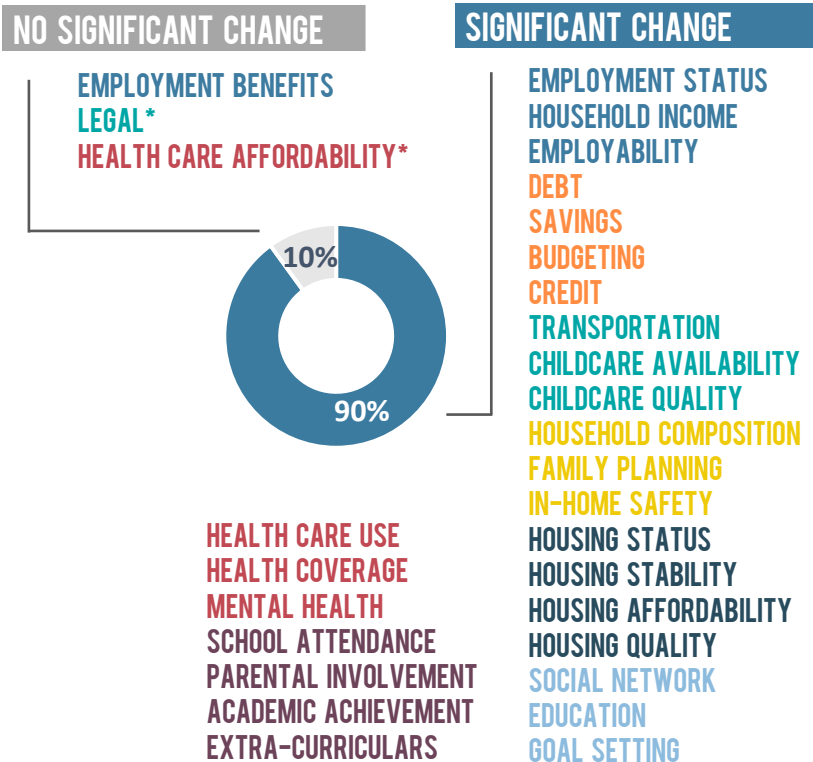 NO SIGNIFICANT CHANGE
EMPLOYMENT BENEFITS
LEGAL*
HEALTH CARE AFFORDABILITY*
10%
90%
SIGNIFICANT CHANGE
EMPLOYMENT STATUS
HOUSEHOLD INCOME
EMPLOYABILITY
DEBT
SAVINGS
BUDGETING
CREDIT
TRANSPORTATION
CHILDCARE AVAILABILITY
CHILDCARE QUALITY
HOUSEHOLD COMPOSITION
FAMILY PLANNING
IN-HOME SAFETY
HOUSING STATUS
HOUSING STABILITY
HOUSING AFFORDABILITY
HOUSING QUALITY
SOCIAL NETWORK
EDUCATION
GOAL SETTING
HEALTH CARE USE
HEALTH COVERAGE
MENTAL HEALTH
SCHOOL ATTENDANCE
PARENTAL INVOLVEMENT
ACADEMIC ACHIEVEMENT
EXTRA-CURRICULARS